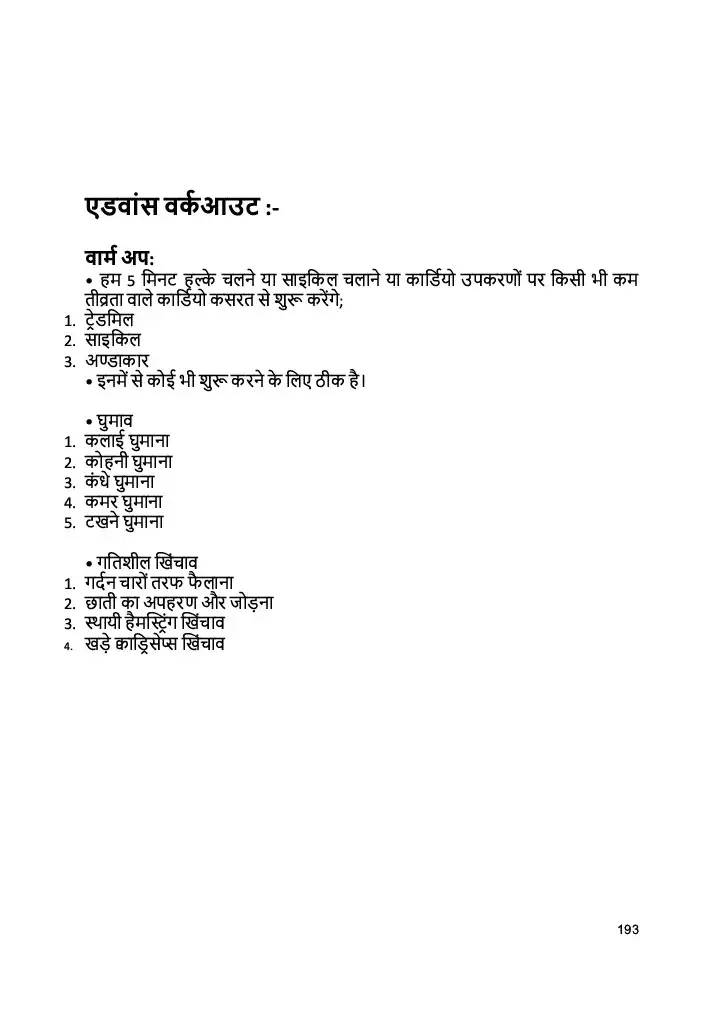 एडवांस वर्कआउट :-
वार्म अप:
• हम 5 मिनट हल्के चलने या साइकिल चलाने या कार्डियो उपकरणों पर किसी भी कम
तीव्रता वाले कार्डियो कसरत से शुरू करेंगे;
1. ट्रेडमिल
2. साइकिल
3. अण्डाकार
• इनमें से कोई भी शुरू करने के लिए ठीक है।
• घुमाव
1. कलाई घुमाना
2. कोहनी घुमाना
3. कंधे घुमाना
4. कमर घुमाना
5. टखने घुमाना
• गतिशील खिंचाव
1. गर्दन चारों तरफ फैलाना
2. छाती का अपहरण और जोड़ना
3. स्थायी हैमस्ट्रिंग खिंचाव
4. खड़े क्वाड्रिसेप्स खिंचाव
193